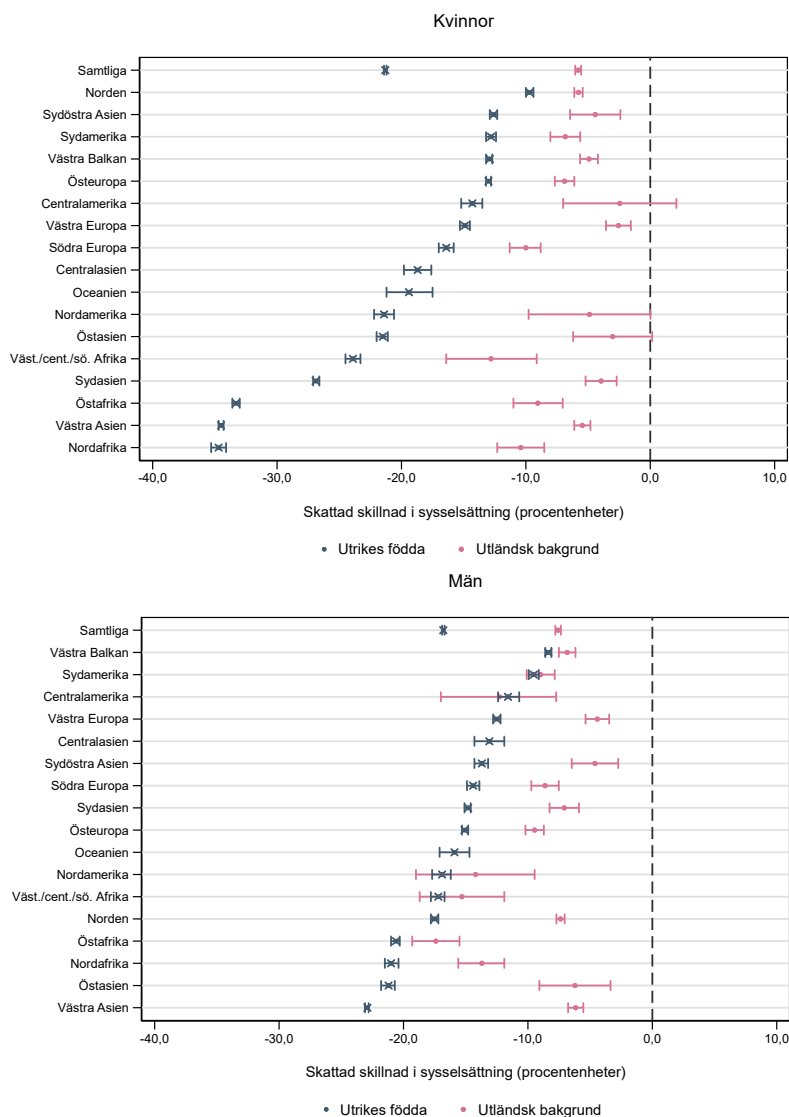 Kvinnor
Samtliga
Norden
Sydöstra Asien
Sydamerika
Västra Balkan
Östeuropa
Centralamerika
Västra Europa
Södra Europa
Centralasien
Oceanien
Nordamerika
Östasien
Väst./cent./sö. Afrika
Sydasien
Östafrika
Västra Asien
Nordafrika
-40,0 -30,0 -20,0 -10,0 0,0 10,0
Skattad skillnad i sysselsättning (procentenheter)
Utrikes födda Utländsk bakgrund
Män
Samtliga
Västra Balkan
Sydamerika
Centralamerika
Västra Europa
Centralasien
Sydöstra Asien
Södra Europa
Sydasien
Östeuropa
Oceanien
Nordamerika
Väst./cent./sö. Afrika
Norden
Östafrika
Nordafrika
Östasien
Västra Asien
-40,0 -30,0 -20,0 -10,0 0,0 10,0
Skattad skillnad i sysselsättning (procentenheter)
Utrikes födda Utländsk bakgrund